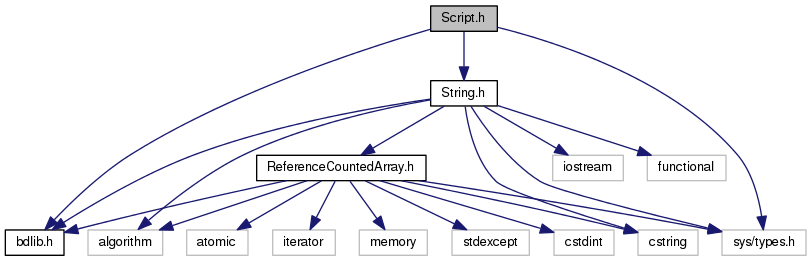 Script.h
String.h
ReferenceCountedArray.h
iostream
functional
bdlib.h
algorithm
atomic
iterator
memory
stdexcept
cstdint
cstring
sys/types.h